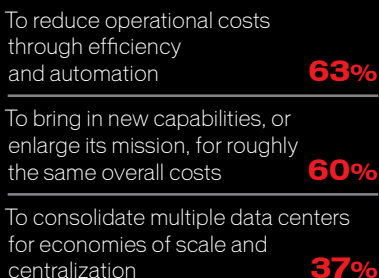 To reduce operational costs
through efficiency
and automation 63%
To bring in new capabilities, or
enlarge its mission, for roughly
the same overall costs 60%
To consolidate multiple data centers
for economies of scale and
centralization 37%